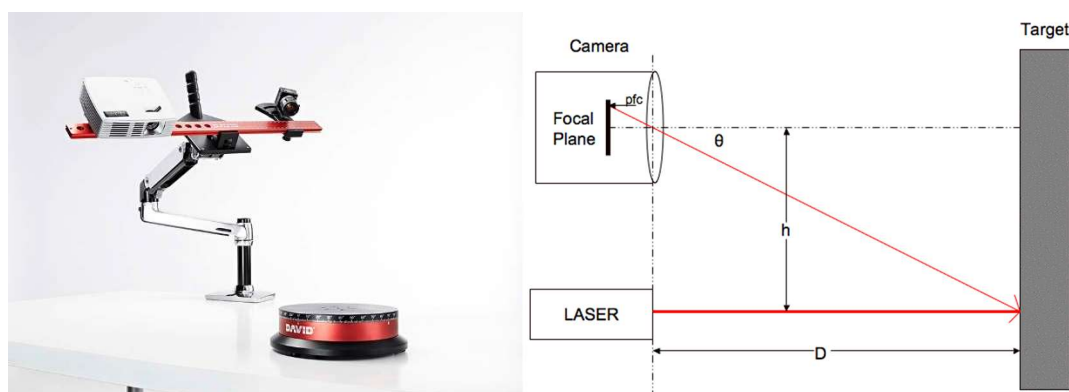 DAVID
Camera
Target
pfc
Focal
Plane
θ
h
LASER
D